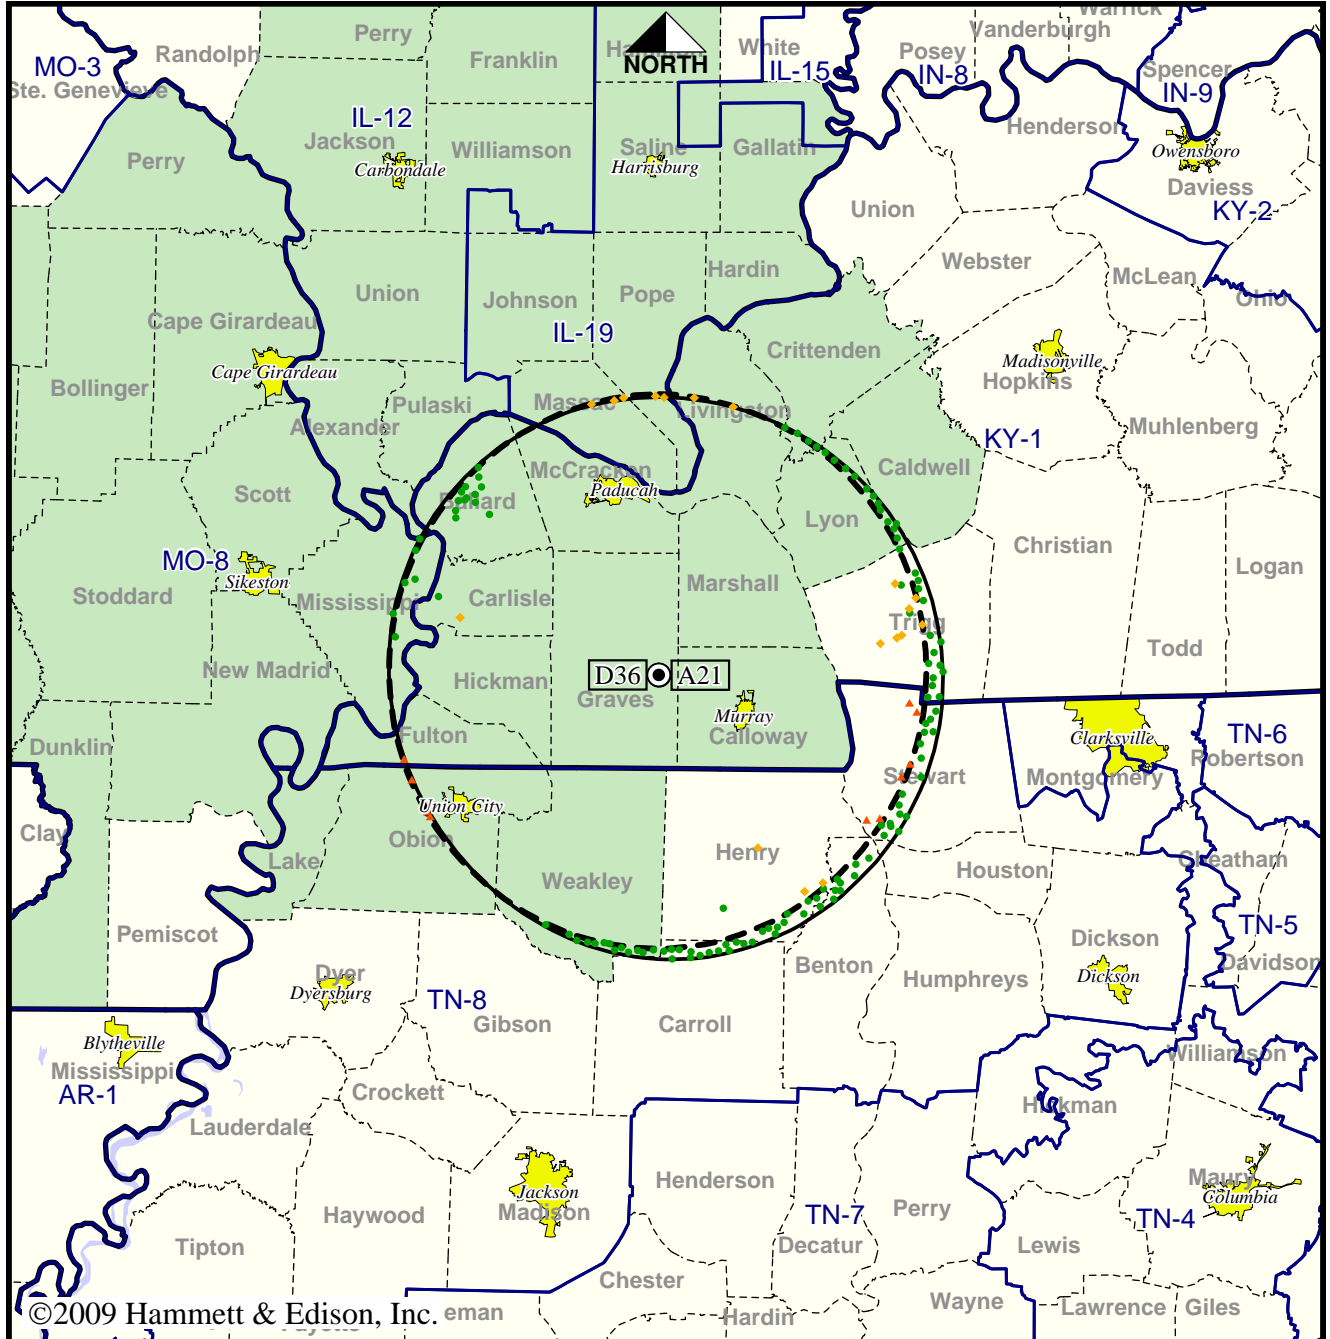 Warrick
Perry
Vanderburgh
Randolph
White
Posey
Franklin
NORTH
MO-3
IL-15
IN-8
Spencer
Ste. Genevieve
IN-9
IL-12
Henderson
Jackson
Williamson
Saline
Gallatin
Owensboro
Perry
Carbondale
Harrisburg
Daviess
Union
KY-2
Webster
Hardin
McLean
Union
Johnson
Pope
Ohio
Cape Girardeau
IL-19
Crittenden
Madisonville
Cape Girardeau
Hopkins
Bollinger
Pulaski
Massac
Livingston
Alexander
KY-1
Muhlenberg
McCracken
Caldwell
Scott
Paducah
Ballard
Lyon
Christian
MO-8
Logan
Sikeston
Marshall
Stoddard
Mississippi
Carlisle
Trigg
Todd
New Madrid
Hickman
D36 A21
Graves
Murray
Fulton
Calloway
Clarksville
TN-6
Dunklin
Robertson
Stewart
Montgomery
Union City
Clay
Obion
Henry
Lake
Cheatham
Houston
Weakley
TN-5
Pemiscot
Dickson
Benton
Davidson
Dyer
Humphreys
Dickson
Dyersburg
TN-8
Gibson
Carroll
Blytheville
Williamson
Mississippi
AR-1
Crockett
Hickman
Lauderdale
Henderson
Maury
Jackson
Columbia
Haywood
Madison
Perry
TN-7
TN-4
Tipton
Decatur
Lewis
Chester
Wayne
©2009 Hammett & Edison, Inc.
eman
Hardin
Lawrence
Giles